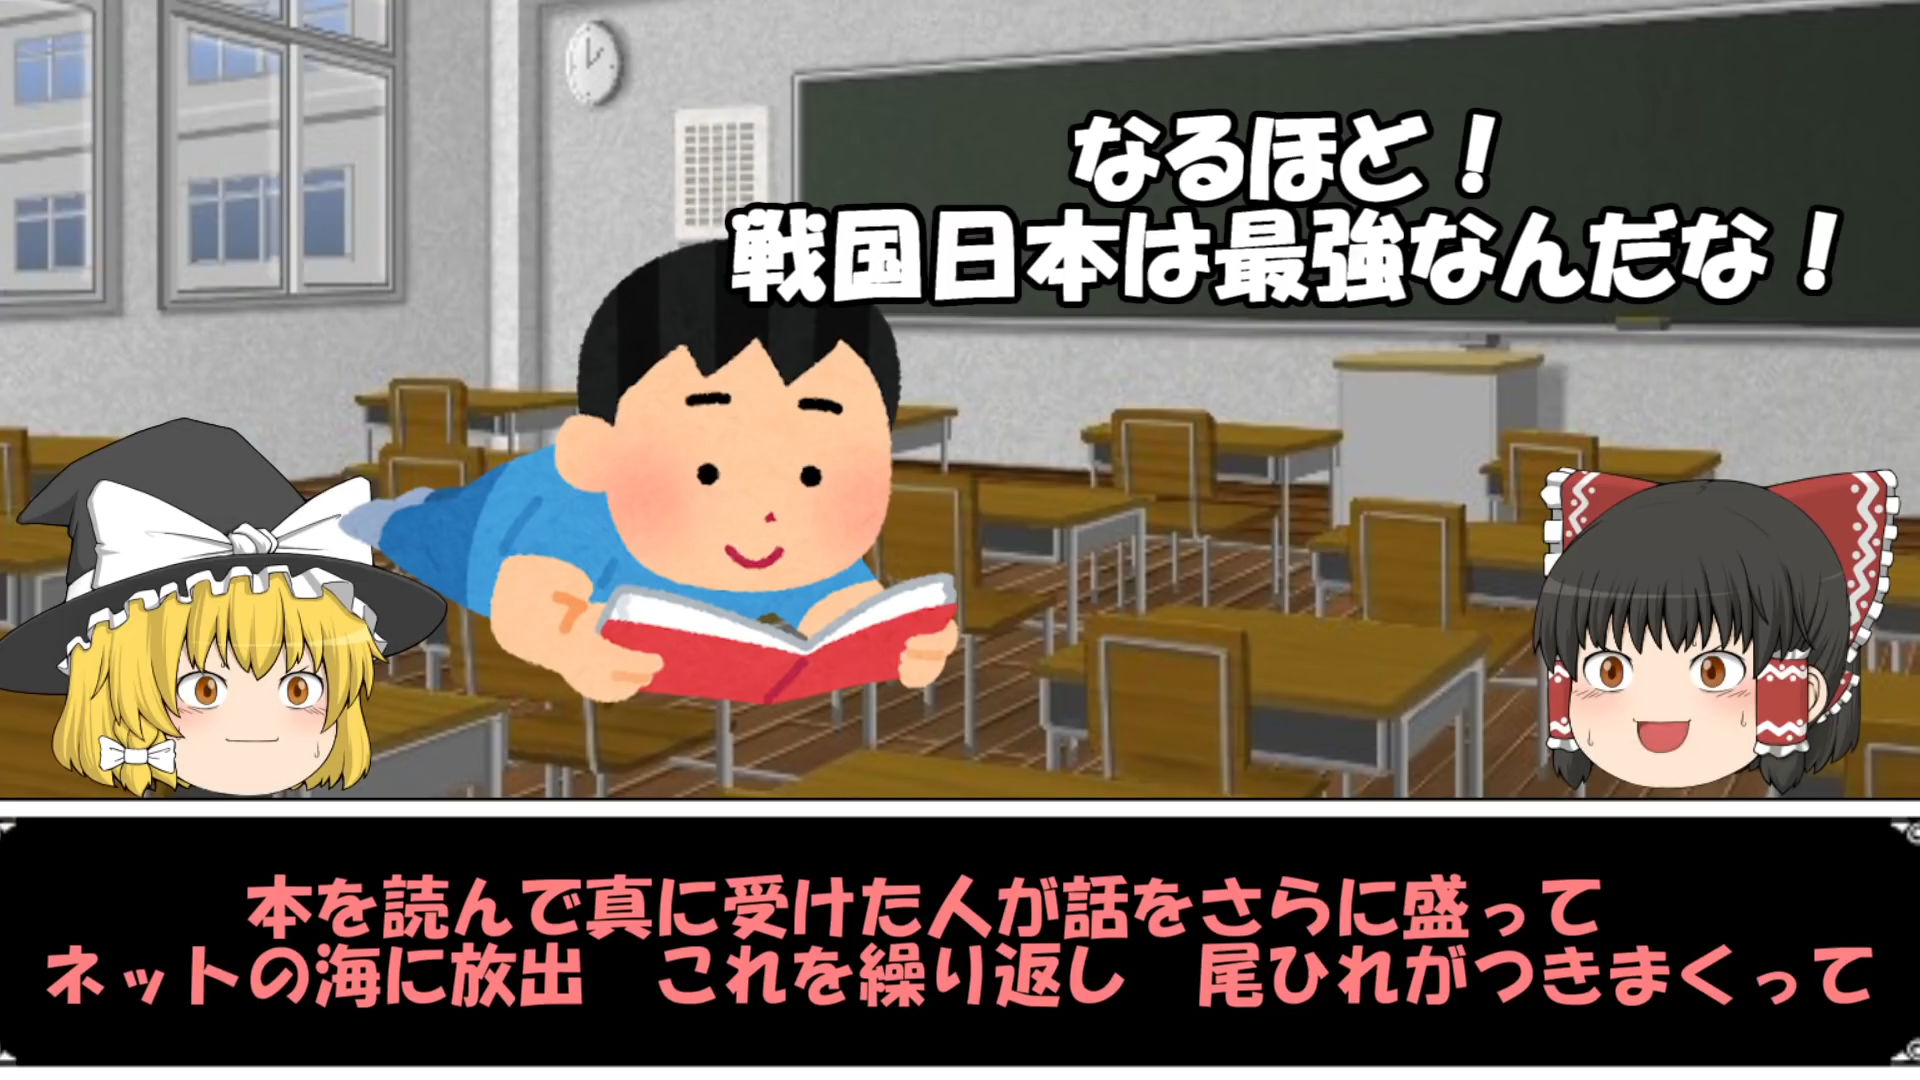 なるほど！
戦国日本は最強なんだな！
本を読んで真に受けた人が話をさらに盛って
ネットの海に放出　これを繰り返し　尾ひれがつきまくって